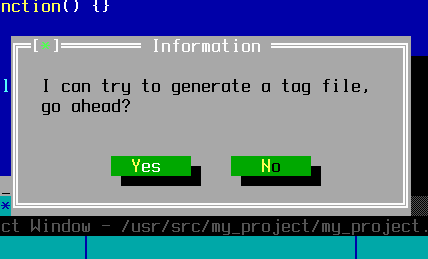 nction() {}
[*] Information
l
I can try to generate a tag file,
go ahead?
Yes No
*
ct Window - /usr/src/my_project/my_project.